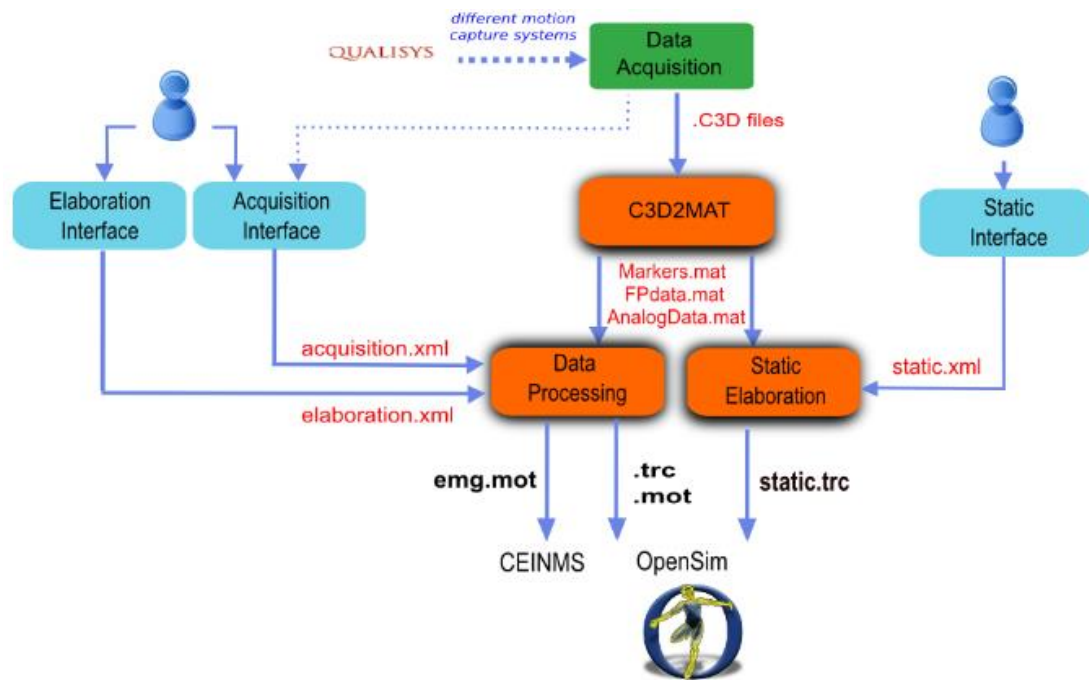 different motion
capture systems
QUALISYS
Data
Acquisition
.C3D files
Elaboration
Interface
Acquisition
Interface
C3D2MAT
Static
Interface
Markers.mat
FPdata.mat
AnalogData.mat
acquisition.xml
elaboration.xml
Data
Processing
Static
Elaboration
static.xml
emg.mot
.trc
.mot
static.trc
CEINMS
OpenSim